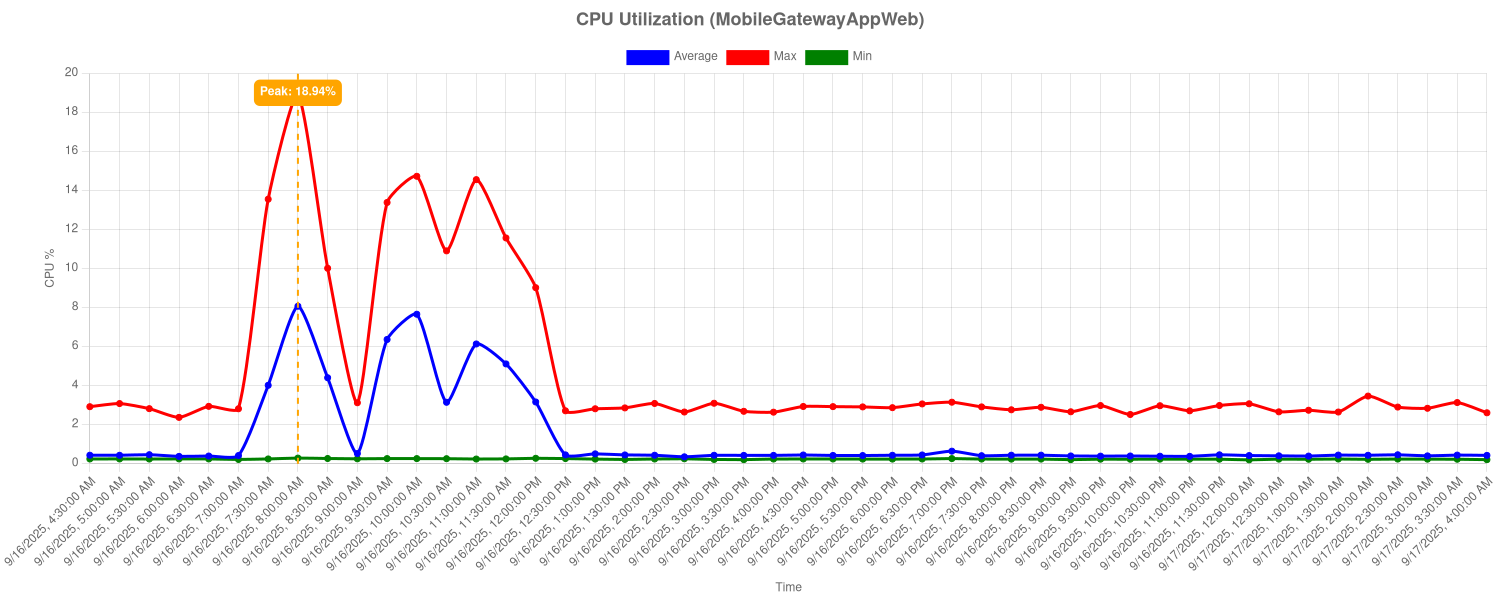 CPU Utilization (MobileGatewayAppWeb)
Average Max Min
20
Peak: 18.94%
18
16
14
12
10
8
6
4
2
0
CPU %
9/16/2025, 4:30:00 AM
9/16/2025, 5:00:00 AM
9/16/2025, 5:30:00 AM
9/16/2025, 6:00:00 AM
9/16/2025, 6:30:00 AM
9/16/2025, 7:00:00 AM
9/16/2025, 7:30:00 AM
9/16/2025, 8:00:00 AM
9/16/2025, 8:30:00 AM
9/16/2025, 9:00:00 AM
9/16/2025, 9:30:00 AM
9/16/2025, 10:00:00 AM
9/16/2025, 10:30:00 AM
9/16/2025, 11:00:00 AM
9/16/2025, 11:30:00 AM
9/16/2025, 12:00:00 PM
9/16/2025, 12:30:00 PM
9/16/2025, 1:00:00 PM
9/16/2025, 1:30:00 PM
9/16/2025, 2:00:00 PM
9/16/2025, 2:30:00 PM
9/16/2025, 3:00:00 PM
9/16/2025, 3:30:00 PM
9/16/2025, 4:00:00 PM
9/16/2025, 4:30:00 PM
9/16/2025, 5:00:00 PM
9/16/2025, 5:30:00 PM
9/16/2025, 6:00:00 PM
9/16/2025, 6:30:00 PM
9/16/2025, 7:00:00 PM
9/16/2025, 7:30:00 PM
9/16/2025, 8:00:00 PM
9/16/2025, 8:30:00 PM
9/16/2025, 9:00:00 PM
9/16/2025, 9:30:00 PM
9/16/2025, 10:00:00 PM
9/16/2025, 10:30:00 PM
9/16/2025, 11:00:00 PM
9/16/2025, 11:30:00 PM
9/17/2025, 12:00:00 AM
9/17/2025, 12:30:00 AM
9/17/2025, 1:00:00 AM
9/17/2025, 1:30:00 AM
9/17/2025, 2:00:00 AM
9/17/2025, 2:30:00 AM
9/17/2025, 3:00:00 AM
9/17/2025, 3:30:00 AM
9/17/2025, 4:00:00 AM
Time